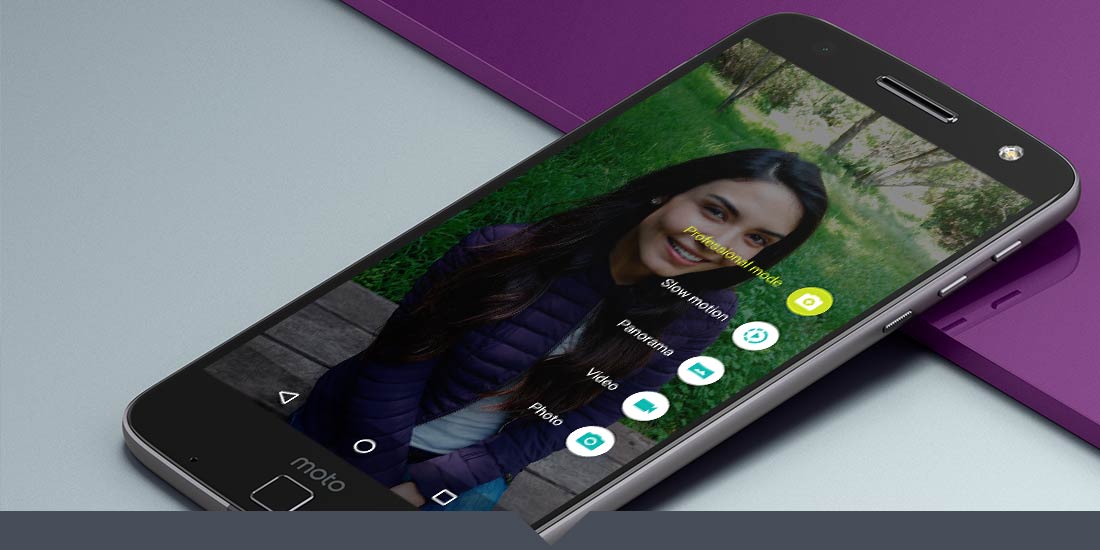 Professional mode
Slow motion
Panorama
Video
Photo
moto